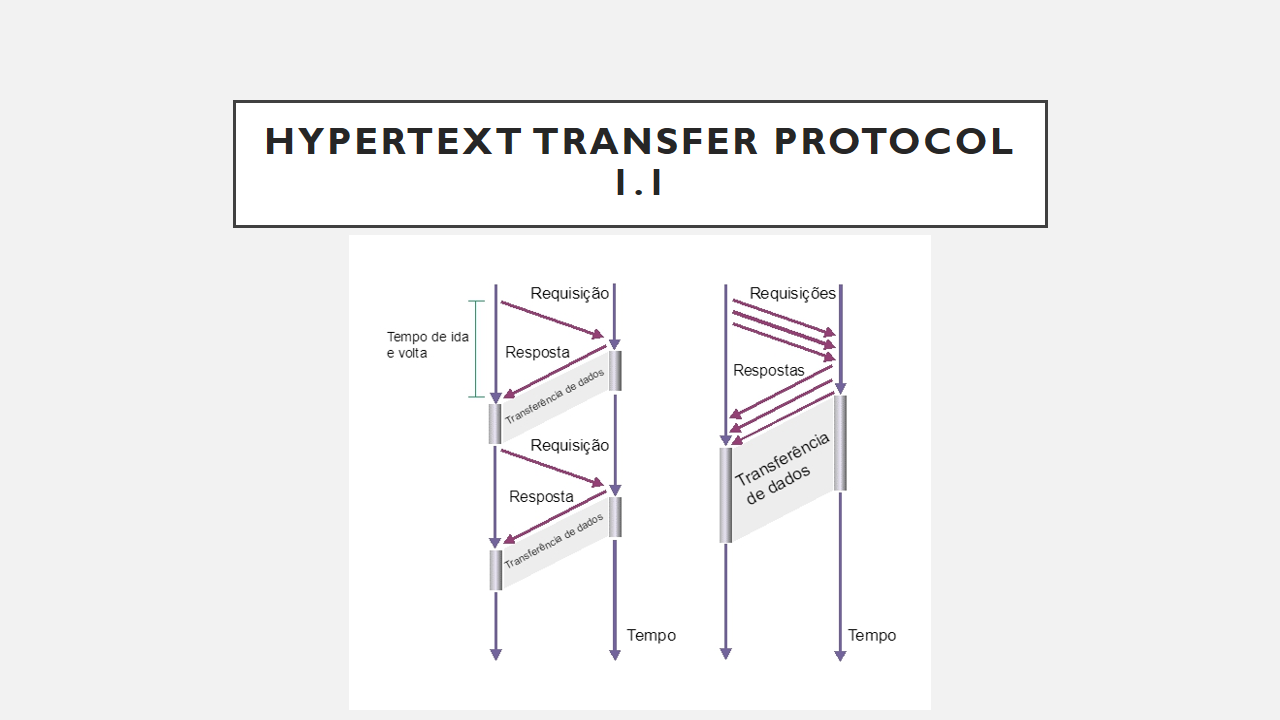 HYPERTEXT TRANSFER PROTOCOL
1.1
Requisição
Tempo de ida
e volta
Resposta
Transferência de dados
Requisição
Resposta
Transferência de dados
Tempo
Requisições
Respostas
Transferência
de dados
Tempo